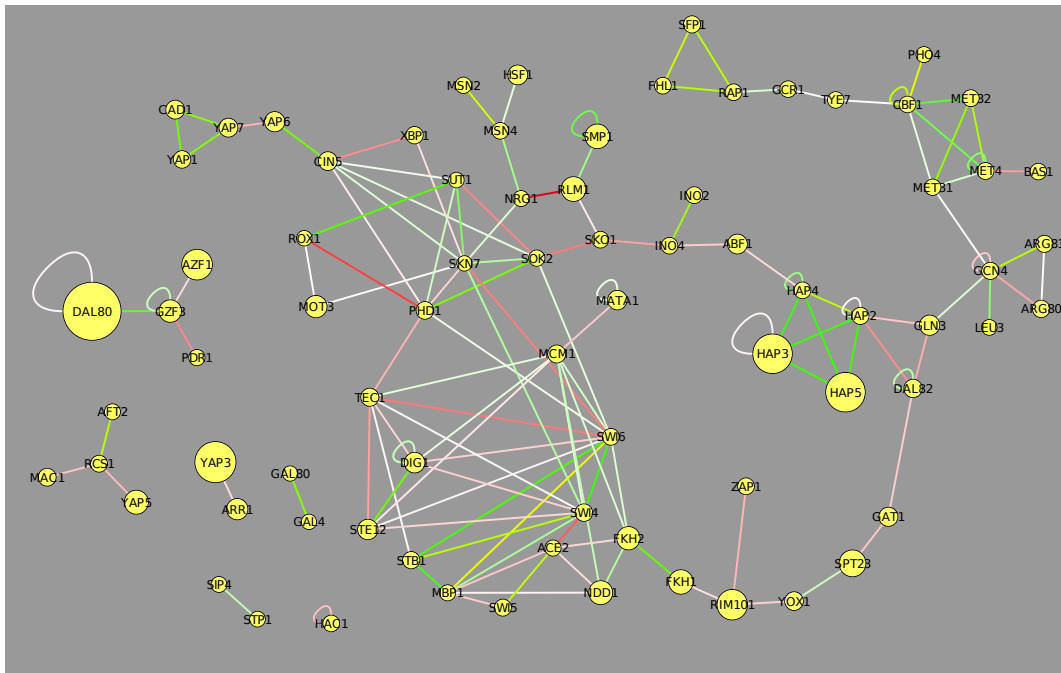 SFP1
PHO4
HSF1
MSN2
FHL1
RAP1
GCR1
TYE7
CBF1
MET32
CAD1
YAP7
YAP6
MSN4
XBP1
SMP1
YAP1
CIN5
SUT1
NRG1
RLM1
INO2
MET31
MET4
BAS1
ROX1
SKN7
SOK2
SKO1
INO4
ABF1
ARG81
AZF1
GCN4
DAL80
GZF3
MOT3
PHD1
MATA1
HAP4
HAP2
GLN3
LEU3
ARG80
PDR1
MCM1
HAP3
HAP5
DAL82
TEC1
AFT2
SWI6
MAC1
RCS1
YAP3
GAL80
DIG1
ZAP1
YAP5
ARR1
GAL4
STE12
SWI4
GAT1
STB1
ACE2
FKH2
SPT23
SIP4
MBP1
SWI5
NDD1
FKH1
RIM101
YOX1
STP1
HAC1